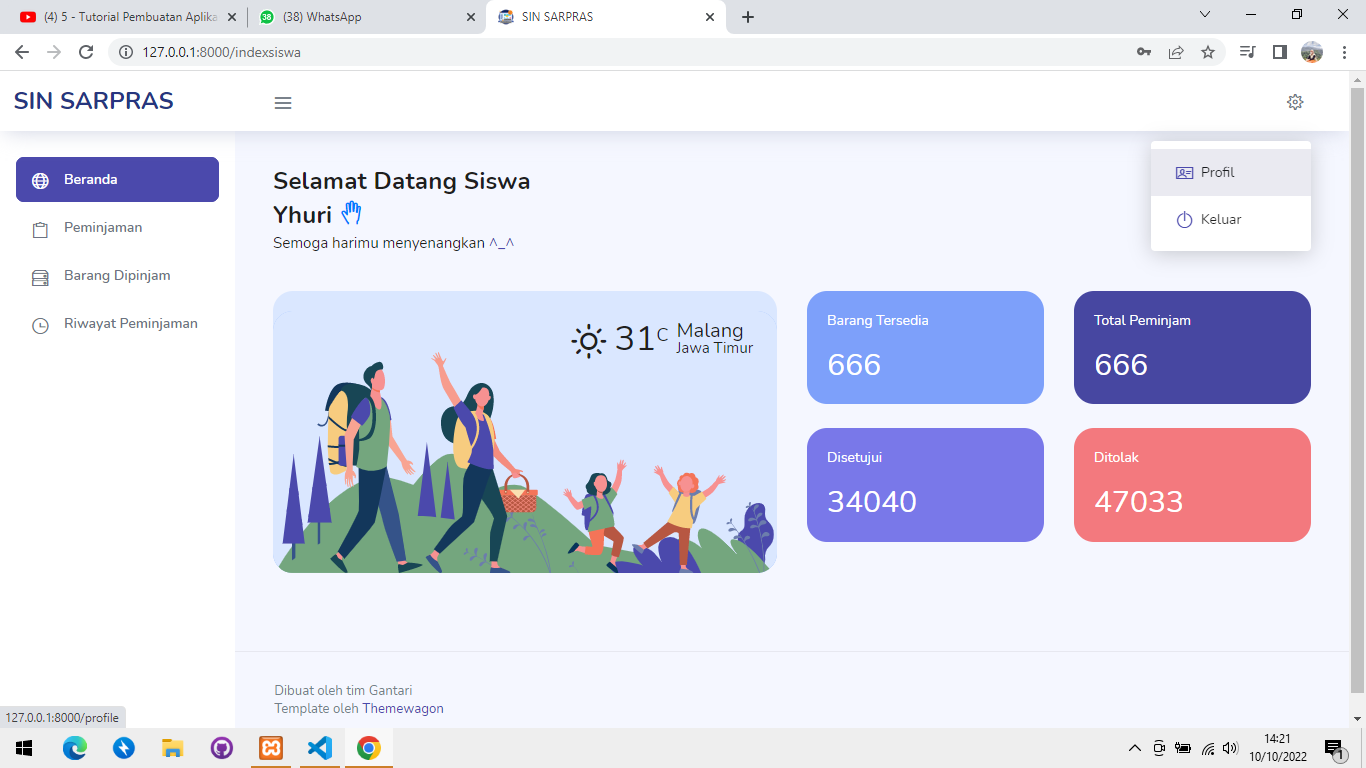 (4) 5 - Tutorial Pembuatan Aplika
(38) WhatsApp
SIN SARPRAS
127.0.0.1:8000/indexsiswa
SIN SARPRAS
Beranda
Peminjaman
Barang Dipinjam
Riwayat Peminjaman
Profil
Keluar
Selamat Datang Siswa
Yhuri
Semoga harimu menyenangkan ^_^
31 C Malang
Jawa Timur
Barang Tersedia
666
Total Peminjam
666
Disetujui
34040
Ditolak
47033
Dibuat oleh tim Gantari
Template oleh Themewagon
127.0.0.1:8000/profile
14:21
10/10/2022
1